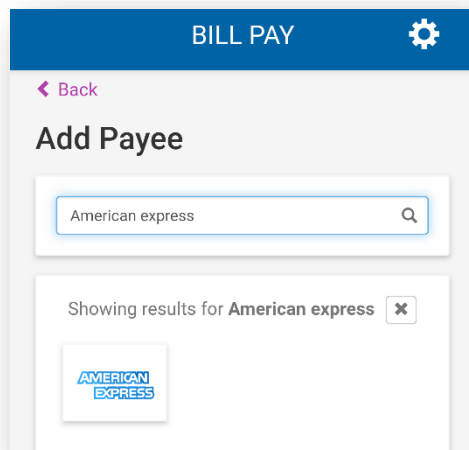 BILL PAY
Back
Add Payee
American express
Showing results for American express
AMERICAN
EXPRESS